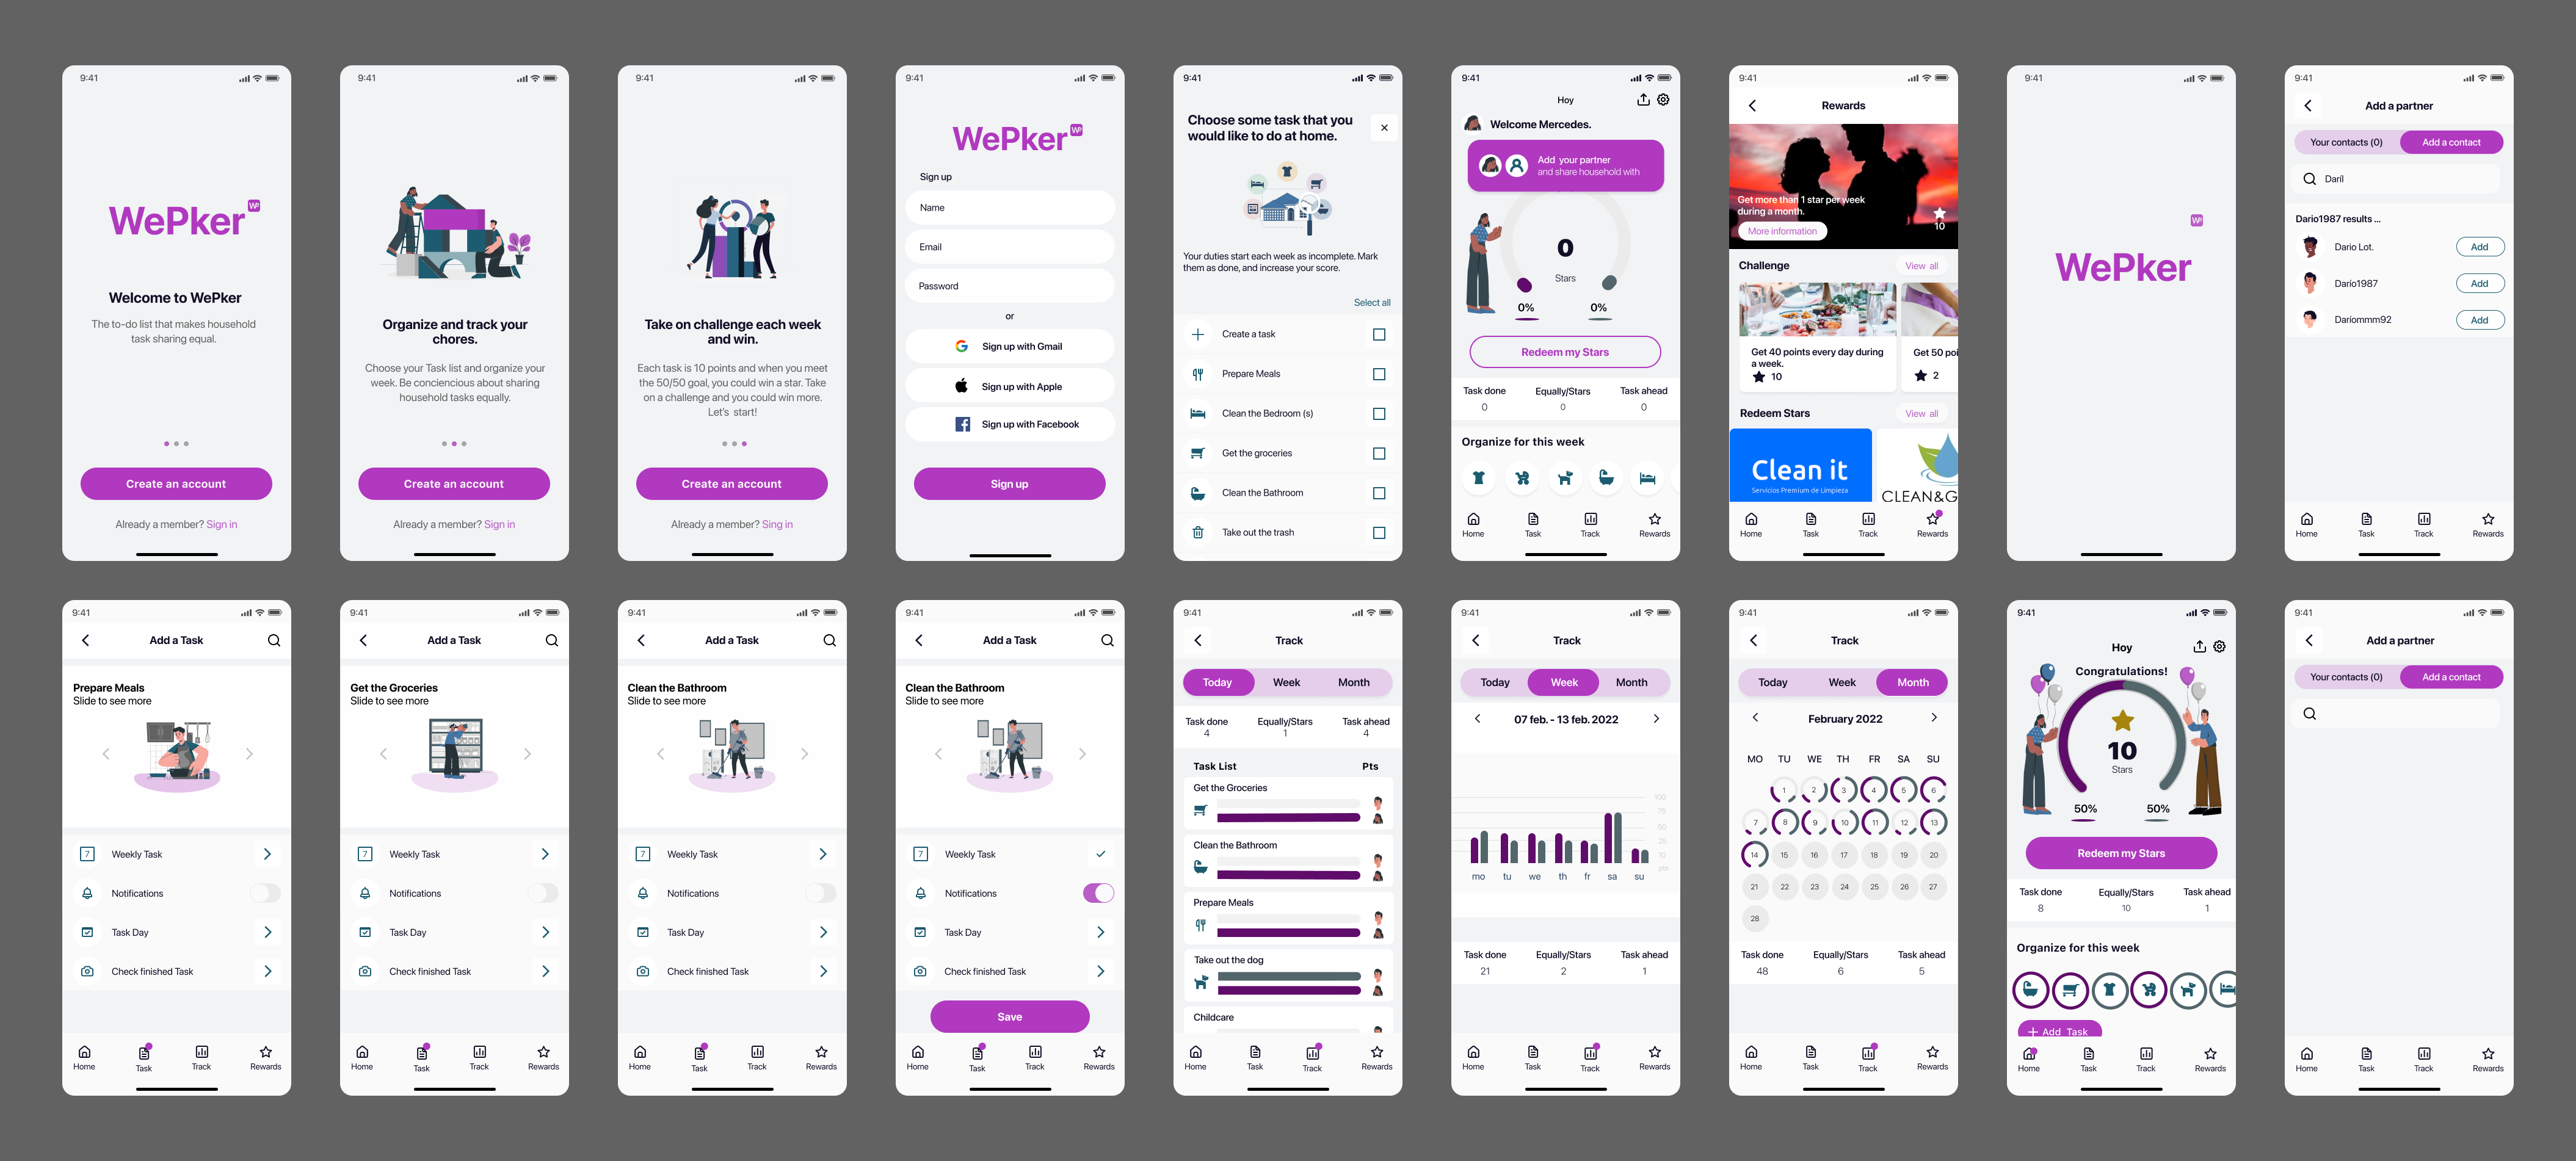 9:41
WePker
WP
Welcome to WePker
The to-do list that makes household
task sharing equal.
Create an account
Already a member? Sign in
9:41
Organize and track your
chores.
Choose your Task list and organize your
week. Be conciencious about sharing
household tasks equally.
Create an account
Already a member? Sign in
9:41
Take on challenge each week
and win.
Each task is 10 points and when you meet
the 50/50 goal, you could win a star. Take
on a challenge and you could win more.
Let's start!
Create an account
Already a member? Sing in
9:41
WePker
WP
Sign up
Name
Email
Password
or
Sign up with Gmail
Sign up with Apple
Sign up with Facebook
Sign up
9:41
Choose some task that you
would like to do at home.
Your duties start each week as incomplete. Mark
them as done, and increase your score.
Select all
Create a task
Prepare Meals
Clean the Bedroom (s)
Get the groceries
Clean the Bathroom
Take out the trash
9:41
Hoy
Welcome Mercedes.
Add your partner
and share household with
0
Stars
0% 0%
Redeem my Stars
Task done Equally/Stars Task ahead
0 0 0
Organize for this week
Home Task Track Rewards
9:41
Rewards
Get more than 1 star per week
during a month.
More information
10
Challenge View all
Get 40 points every day during
a week.
10
Get 50 poi
2
Redeem Stars View all
Clean it
Servicios Premium de Limpieza
CLEAN&G
Home Task Track Rewards
9:41
WP
WePker
9:41
Add a partner
Your contacts (0) Add a contact
Daríl
Dario1987 results ...
Dario Lot. Add
Darío1987 Add
Daríommm92 Add
Home Task Track Rewards
9:41
Add a Task
Prepare Meals
Slide to see more
7 Weekly Task
Notifications
Task Day
Check finished Task
Home Task Track Rewards
9:41
Add a Task
Get the Groceries
Slide to see more
7 Weekly Task
Notifications
Task Day
Check finished Task
Home Task Track Rewards
9:41
Add a Task
Clean the Bathroom
Slide to see more
7 Weekly Task
Notifications
Task Day
Check finished Task
Home Task Track Rewards
9:41
Add a Task
Clean the Bathroom
Slide to see more
7 Weekly Task
Notifications
Task Day
Check finished Task
Save
Home Task Track Rewards
9:41
Track
Today Week Month
Task done Equally/Stars Task ahead
4 1 4
Task List Pts
Get the Groceries
Clean the Bathroom
Prepare Meals
Take out the dog
Childcare
Home Task Track Rewards
9:41
Track
Today Week Month
07 feb. - 13 feb. 2022
100
75
50
25
10
pts
mo tu we th fr sa su
Task done Equally/Stars Task ahead
21 2 1
Home Task Track Rewards
9:41
Track
Today Week Month
February 2022
MO TU WE TH FR SA SU
1 2 3 4 5 6
7 8 9 10 11 12 13
14 15 16 17 18 19 20
21 22 23 24 25 26 27
28
Task done Equally/Stars Task ahead
48 6 5
Home Task Track Rewards
9:41
Hoy
Congratulations!
10
Stars
50% 50%
Redeem my Stars
Task done Equally/Stars Task ahead
8 10 1
Organize for this week
+ Add Task
Home Task Track Rewards
9:41
Add a partner
Your contacts (0) Add a contact
Home Task Track Rewards